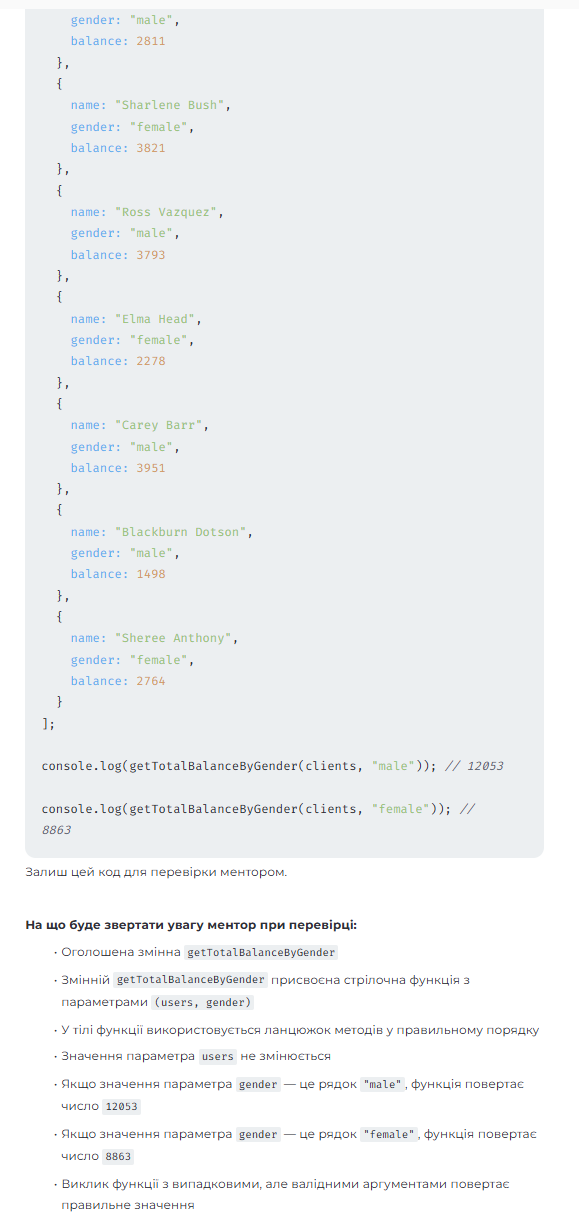 gender: "male",
balance: 2811
},
{
name: "Sharlene Bush",
gender: "female",
balance: 3821
},
{
name: "Ross Vazquez",
gender: "male",
balance: 3793
},
{
name: "Elma Head",
gender: "female",
balance: 2278
},
{
name: "Carey Barr",
gender: "male",
balance: 3951
},
{
name: "Blackburn Dotson",
gender: "male",
balance: 1498
},
{
name: "Sheree Anthony",
gender: "female",
balance: 2764
}
];
console.log(getTotalBalanceByGender(clients, "male")); // 12053
console.log(getTotalBalanceByGender(clients, "female")); //
8863
Залиш цей код для перевірки ментором.
На що буде звертати увагу ментор при перевірці:
• Оголошена змінна getTotalBalanceByGender
• Змінній getTotalBalanceByGender присвоєна стрілочна функція з
параметрами (users, gender)
• У тілі функції використовується ланцюжок методів у правильному порядку
• Значення параметра users не змінюється
• Якщо значення параметра gender — це рядок "male", функція повертає
число 12053
• Якщо значення параметра gender — це рядок "female", функція повертає
число 8863
• Виклик функції з випадковими, але валідними аргументами повертає
правильне значення